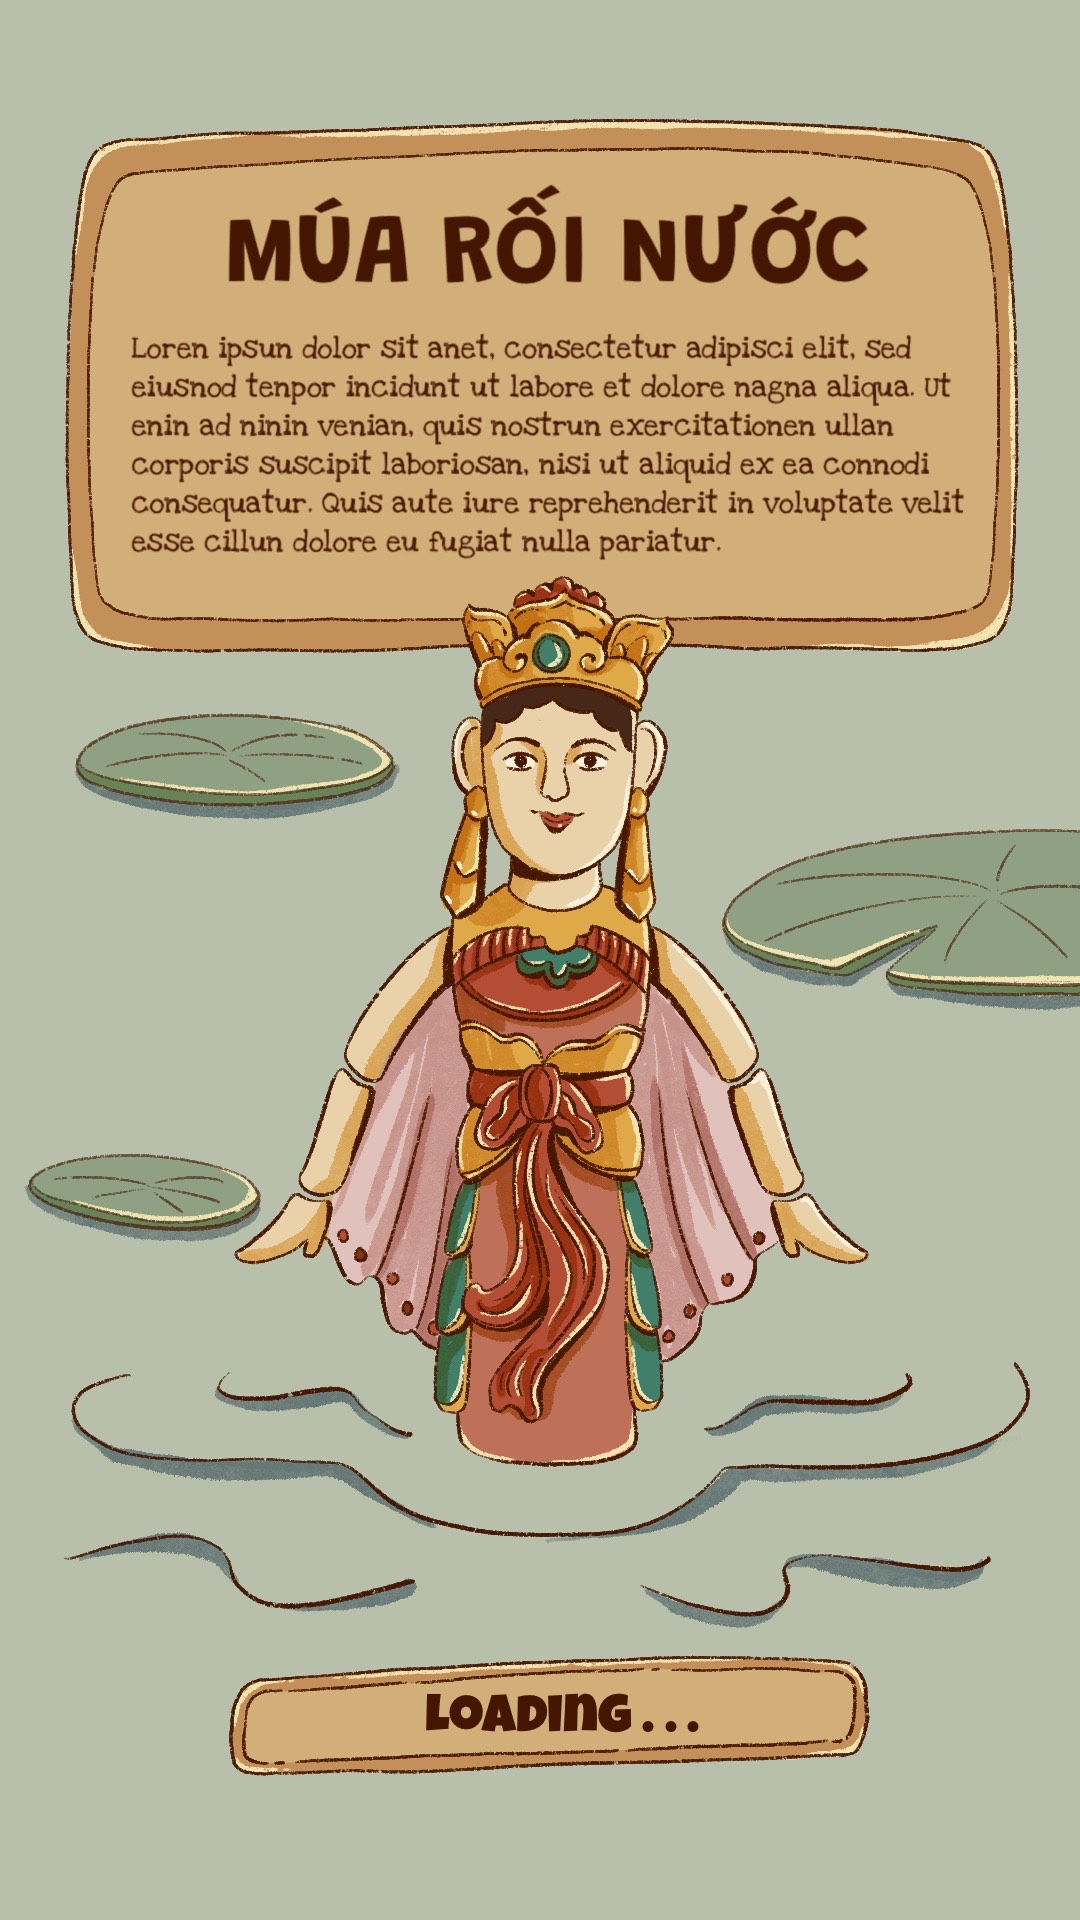 MÚA RỐI NƯỚC
Loren ipsun dolor sit anet, consectetur adipisci elit, sed
eiusnod tenpor incidunt ut labore et dolore nagna aliqua. Ut
enin ad ninin venian, quis nostrun exercitationen ullan
corporis suscipit laboriosan, nisi ut aliquid ex ea connodi
consequatur. Quis aute iure reprehenderit in voluptate velit
esse cillun dolore eu fugiat nulla pariatur.
LOADING...